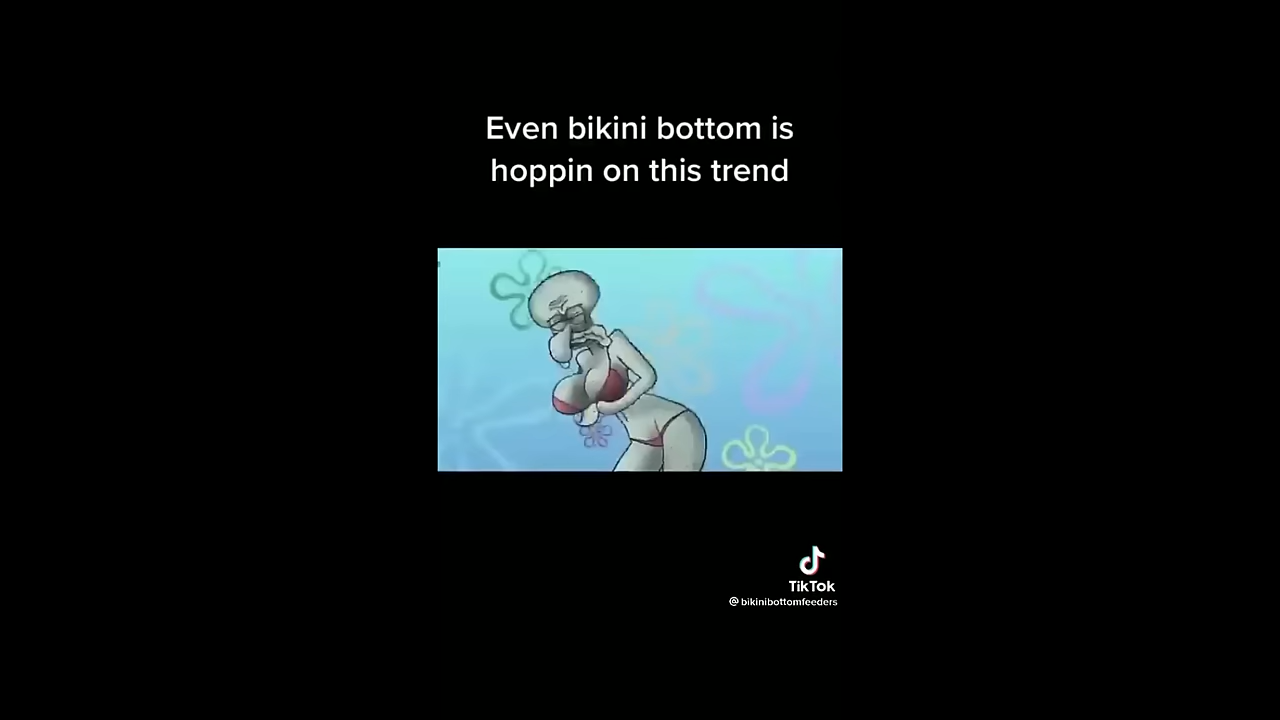 Even bikini bottom is
hoppin on this trend
TikTok
@ bikinibottomfeeders